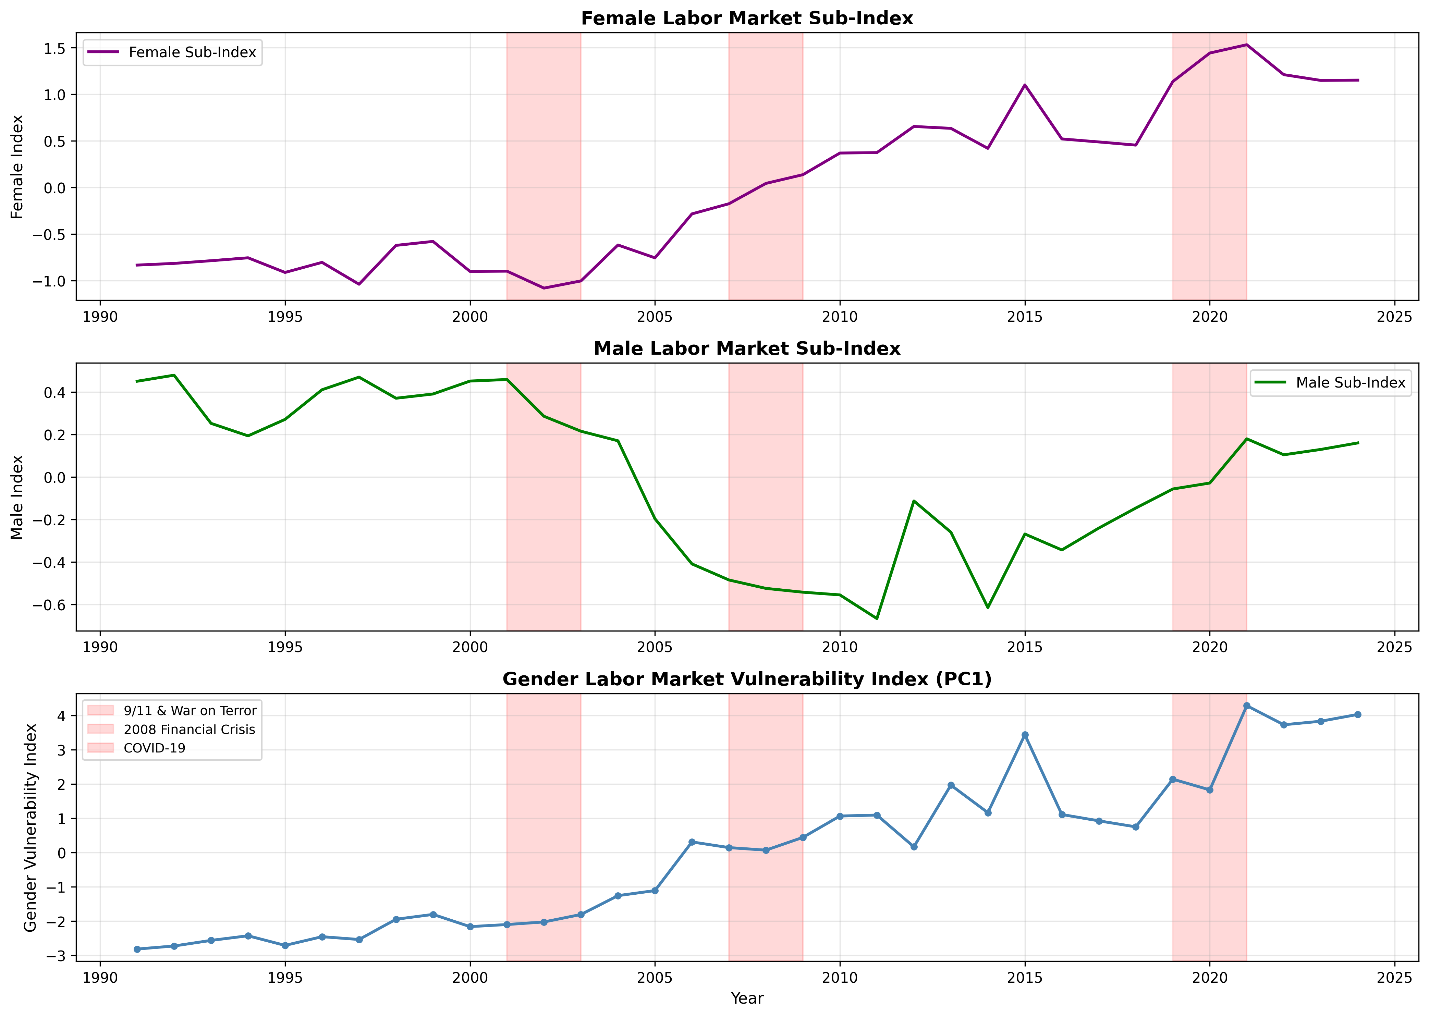 Female Labor Market Sub-Index
Female Sub-Index
Female Index
1.5
1.0
0.5
0.0
−0.5
−1.0
1990 1995 2000 2005 2010 2015 2020 2025
Male Labor Market Sub-Index
Male Sub-Index
Male Index
0.4
0.2
0.0
−0.2
−0.4
−0.6
1990 1995 2000 2005 2010 2015 2020 2025
Gender Labor Market Vulnerability Index (PC1)
9/11 & War on Terror
2008 Financial Crisis
COVID-19
Gender Vulnerability Index
4
3
2
1
0
−1
−2
−3
1990 1995 2000 2005 2010 2015 2020 2025
Year